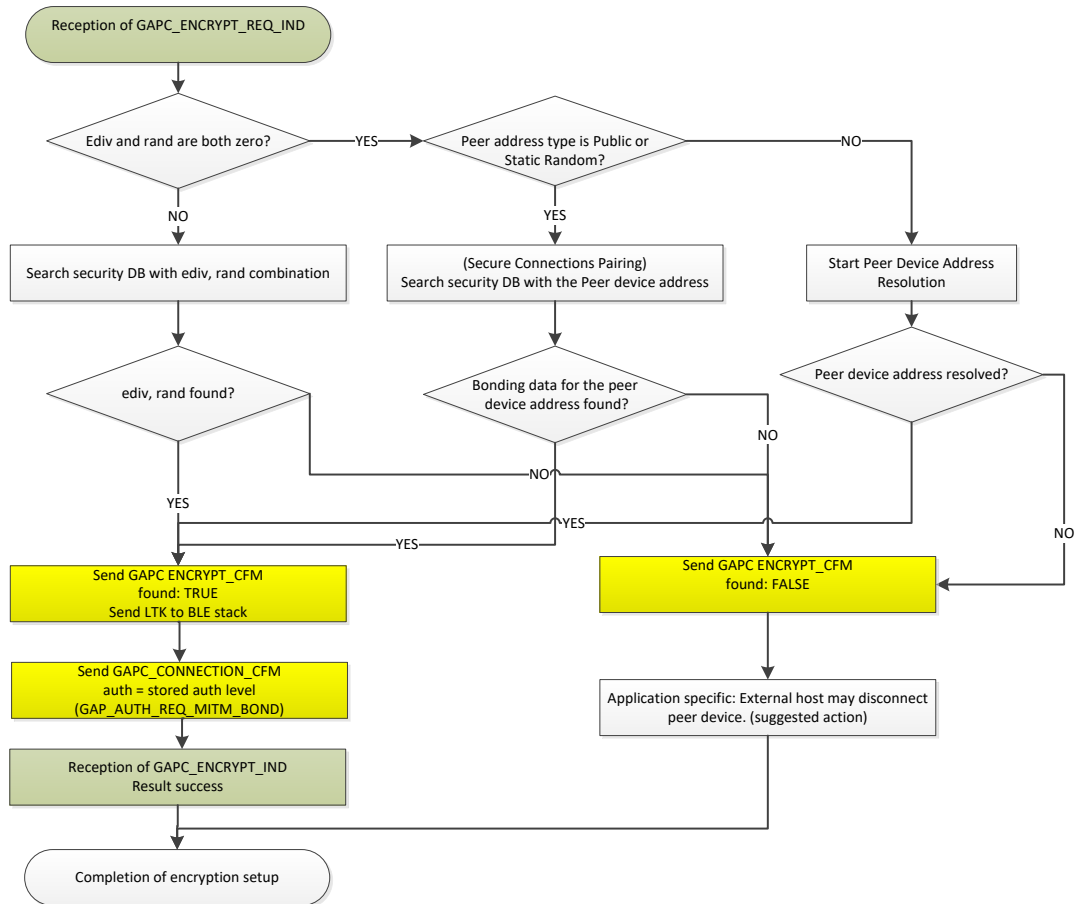 Reception of GAPC_ENCRYPT_REQ_IND
Ediv and rand are both zero?
YES
Peer address type is Public or
Static Random?
NO
NO
YES
Search security DB with ediv, rand combination
(Secure Connections Pairing)
Search security DB with the Peer device address
Start Peer Device Address
Resolution
ediv, rand found?
Bonding data for the peer
device address found?
Peer device address resolved?
NO
NO
YES
YES
YES
NO
Send GAPC ENCRYPT_CFM
found: TRUE
Send LTK to BLE stack
Send GAPC ENCRYPT_CFM
found: FALSE
Send GAPC_CONNECTION_CFM
auth = stored auth level
(GAP_AUTH_REQ_MITM_BOND)
Application specific: External host may disconnect
peer device. (suggested action)
Reception of GAPC_ENCRYPT_IND
Result success
Completion of encryption setup